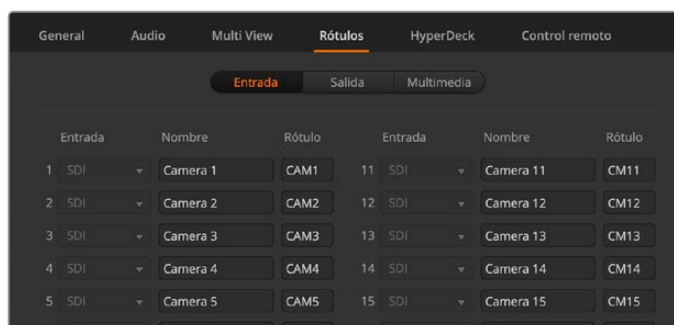 General Audio Multi View Rótulos HyperDeck Control remoto
Entrada Salida Multimedia
Entrada Nombre Rótulo Entrada Nombre Rótulo
1 SDI Camera 1 CAM1 11 SDI Camera 11 CM11
2 SDI Camera 2 CAM2 12 SDI Camera 12 CM12
3 SDI Camera 3 CAM3 13 SDI Camera 13 CM13
4 SDI Camera 4 CAM4 14 SDI Camera 14 CM14
5 SDI Camera 5 CAM5 15 SDI Camera 15 CM15